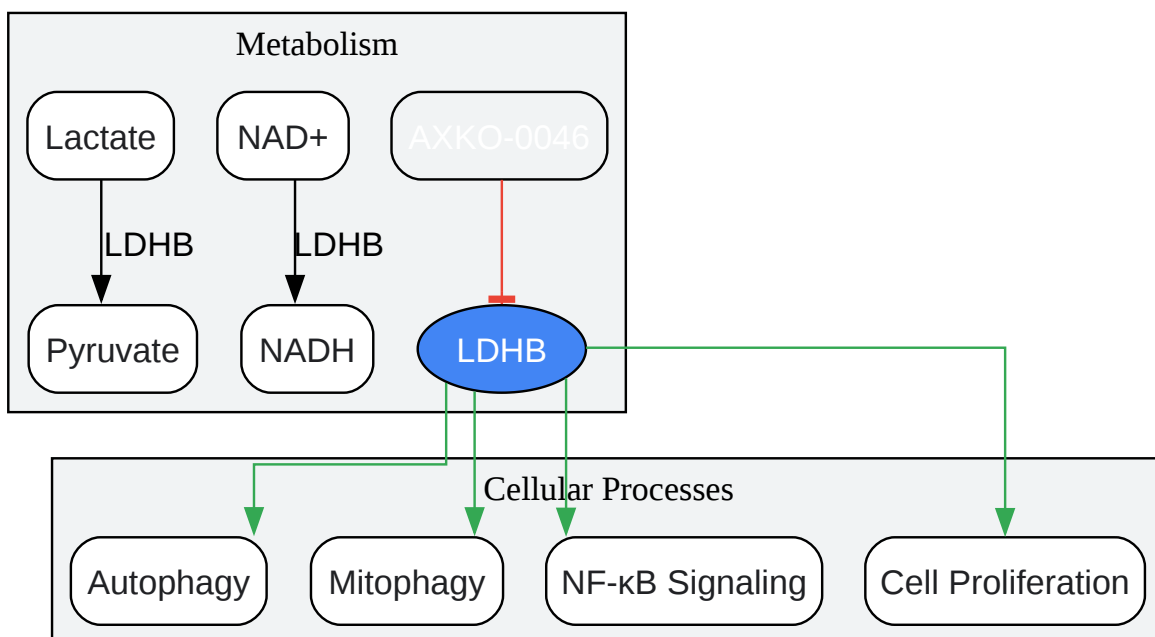 Metabolism
Lactate
NAD+
AXKO-0046
LDHB
LDHB
Pyruvate
NADH
LDHB
Cellular Processes
Autophagy
Mitophagy
NF-κB Signaling
Cell Proliferation